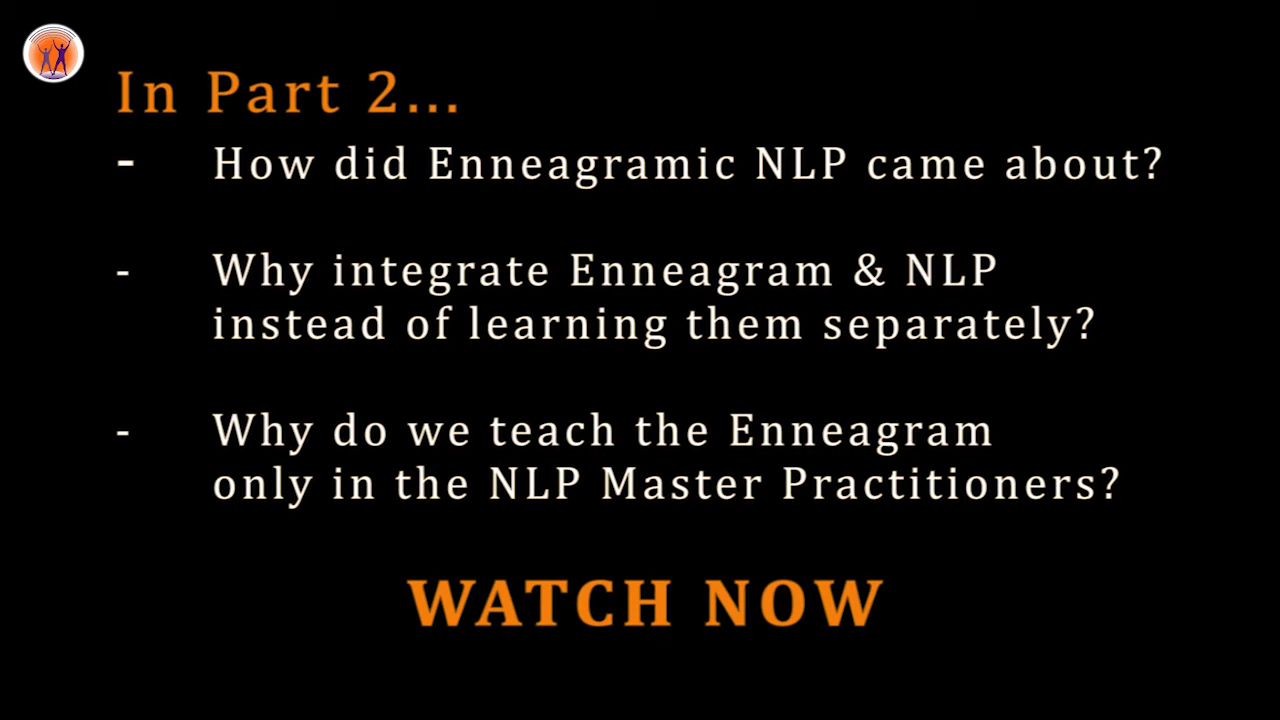 In Part 2...
- How did Enneagramic NLP came about?
- Why integrate Enneagram & NLP
instead of learning them separately?
- Why do we teach the Enneagram
only in the NLP Master Practitioners?
WATCH NOW